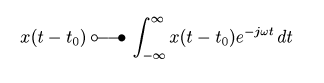 x(t − t₀) ○—● ∫_{−∞}^{∞} x(t − t₀)e^{−jωt} dt